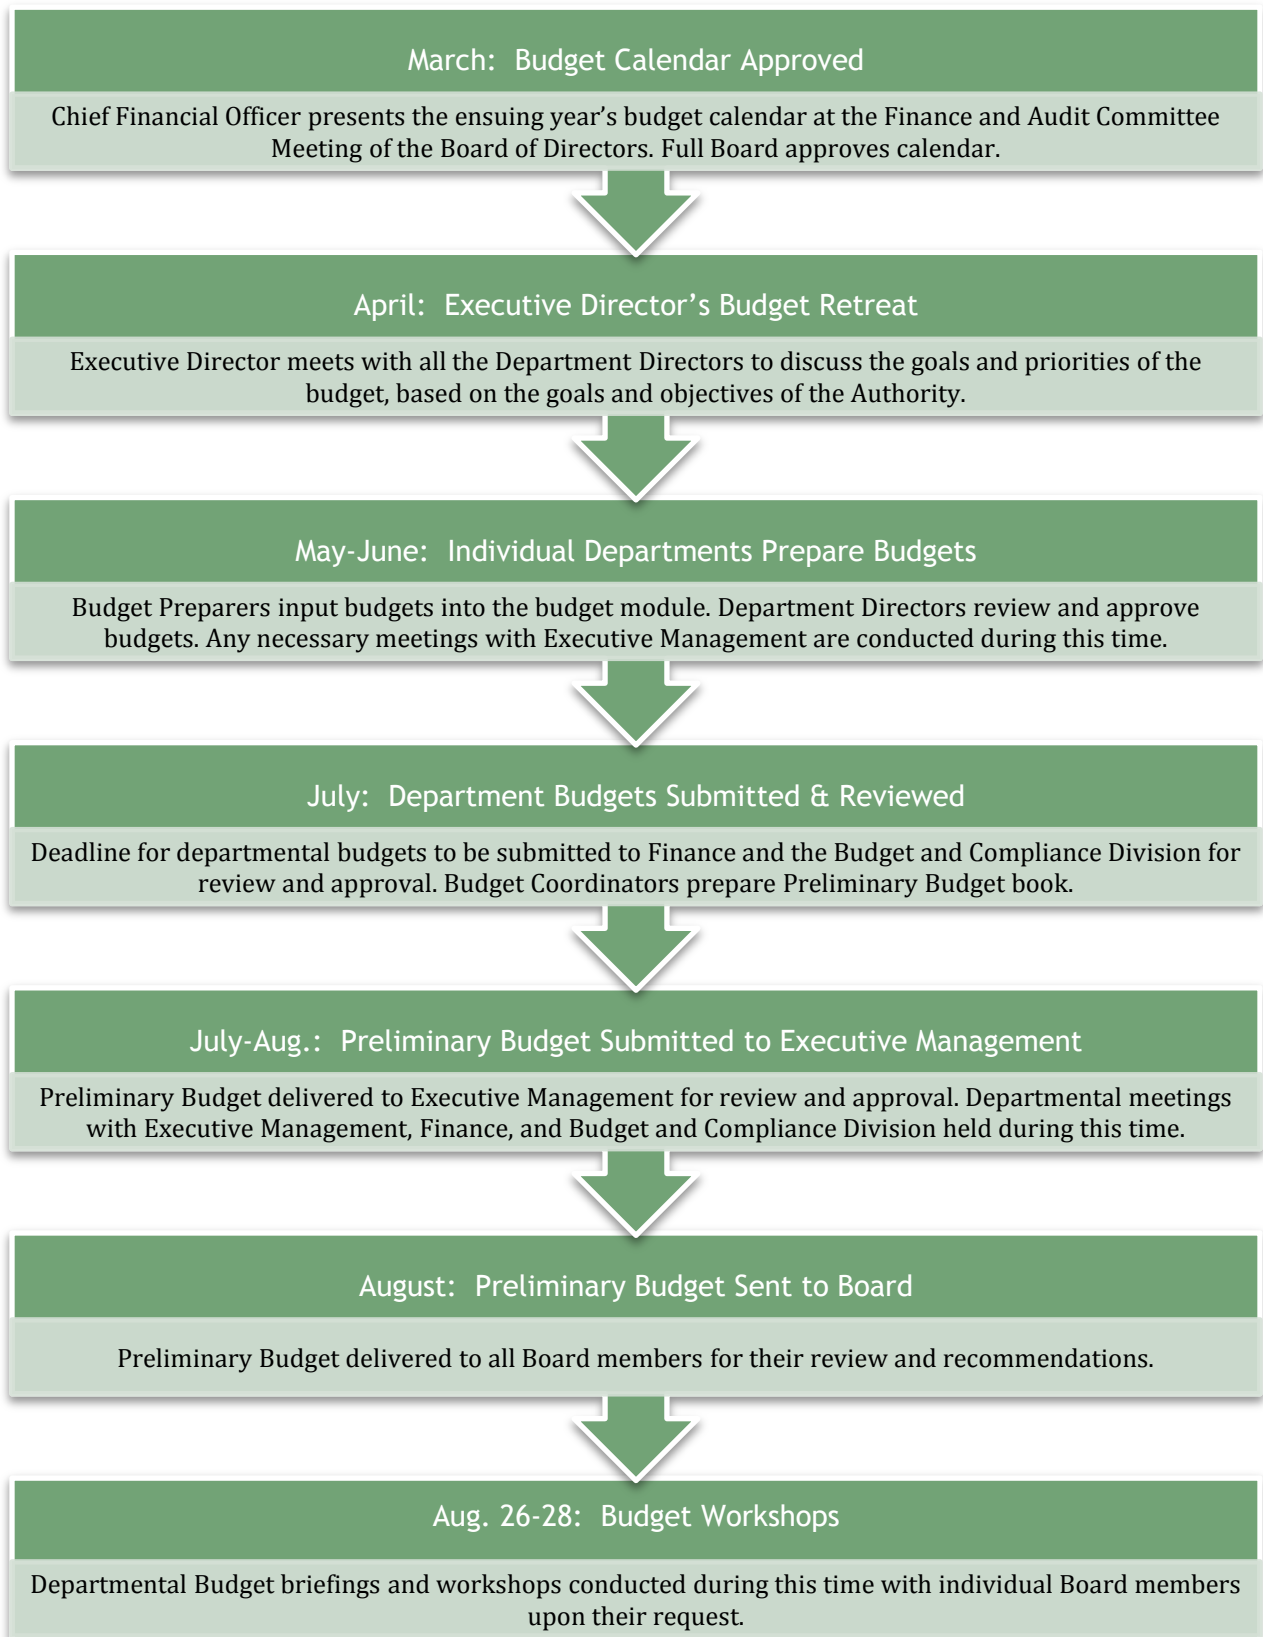 March:  Budget Calendar Approved
Chief Financial Officer presents the ensuing year’s budget calendar at the Finance and Audit Committee
Meeting of the Board of Directors. Full Board approves calendar.
April:  Executive Director’s Budget Retreat
Executive Director meets with all the Department Directors to discuss the goals and priorities of the
budget, based on the goals and objectives of the Authority.
May-June:  Individual Departments Prepare Budgets
Budget Preparers input budgets into the budget module. Department Directors review and approve
budgets. Any necessary meetings with Executive Management are conducted during this time.
July:  Department Budgets Submitted & Reviewed
Deadline for departmental budgets to be submitted to Finance and the Budget and Compliance Division for
review and approval. Budget Coordinators prepare Preliminary Budget book.
July-Aug.:  Preliminary Budget Submitted to Executive Management
Preliminary Budget delivered to Executive Management for review and approval. Departmental meetings
with Executive Management, Finance, and Budget and Compliance Division held during this time.
August:  Preliminary Budget Sent to Board
Preliminary Budget delivered to all Board members for their review and recommendations.
Aug. 26-28:  Budget Workshops
Departmental Budget briefings and workshops conducted during this time with individual Board members
upon their request.